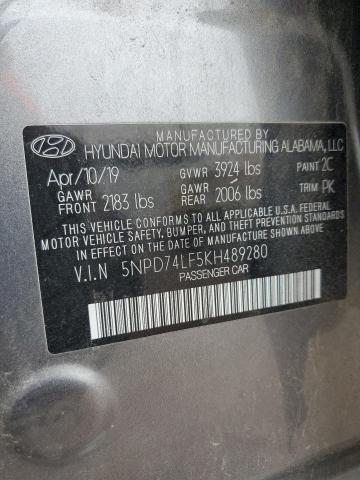 MANUFACTURED BY
HYUNDAI MOTOR MANUFACTURING ALABAMA, LLC
Apr/10/19 GVWR 3924 lbs PAINT 2C
GAWR FRONT 2183 lbs GAWR REAR 2006 lbs TRIM PK
THIS VEHICLE CONFORMS TO ALL APPLICABLE U.S.A FEDERAL
MOTOR VEHICLE SAFETY, BUMPER, AND THEFT PREVENTION STANDARDS
IN EFFECT ON THE DATE OF MANUFACTURE SHOWN ABOVE.
V.I.N 5NPD74LF5KH489280
PASSENGER CAR